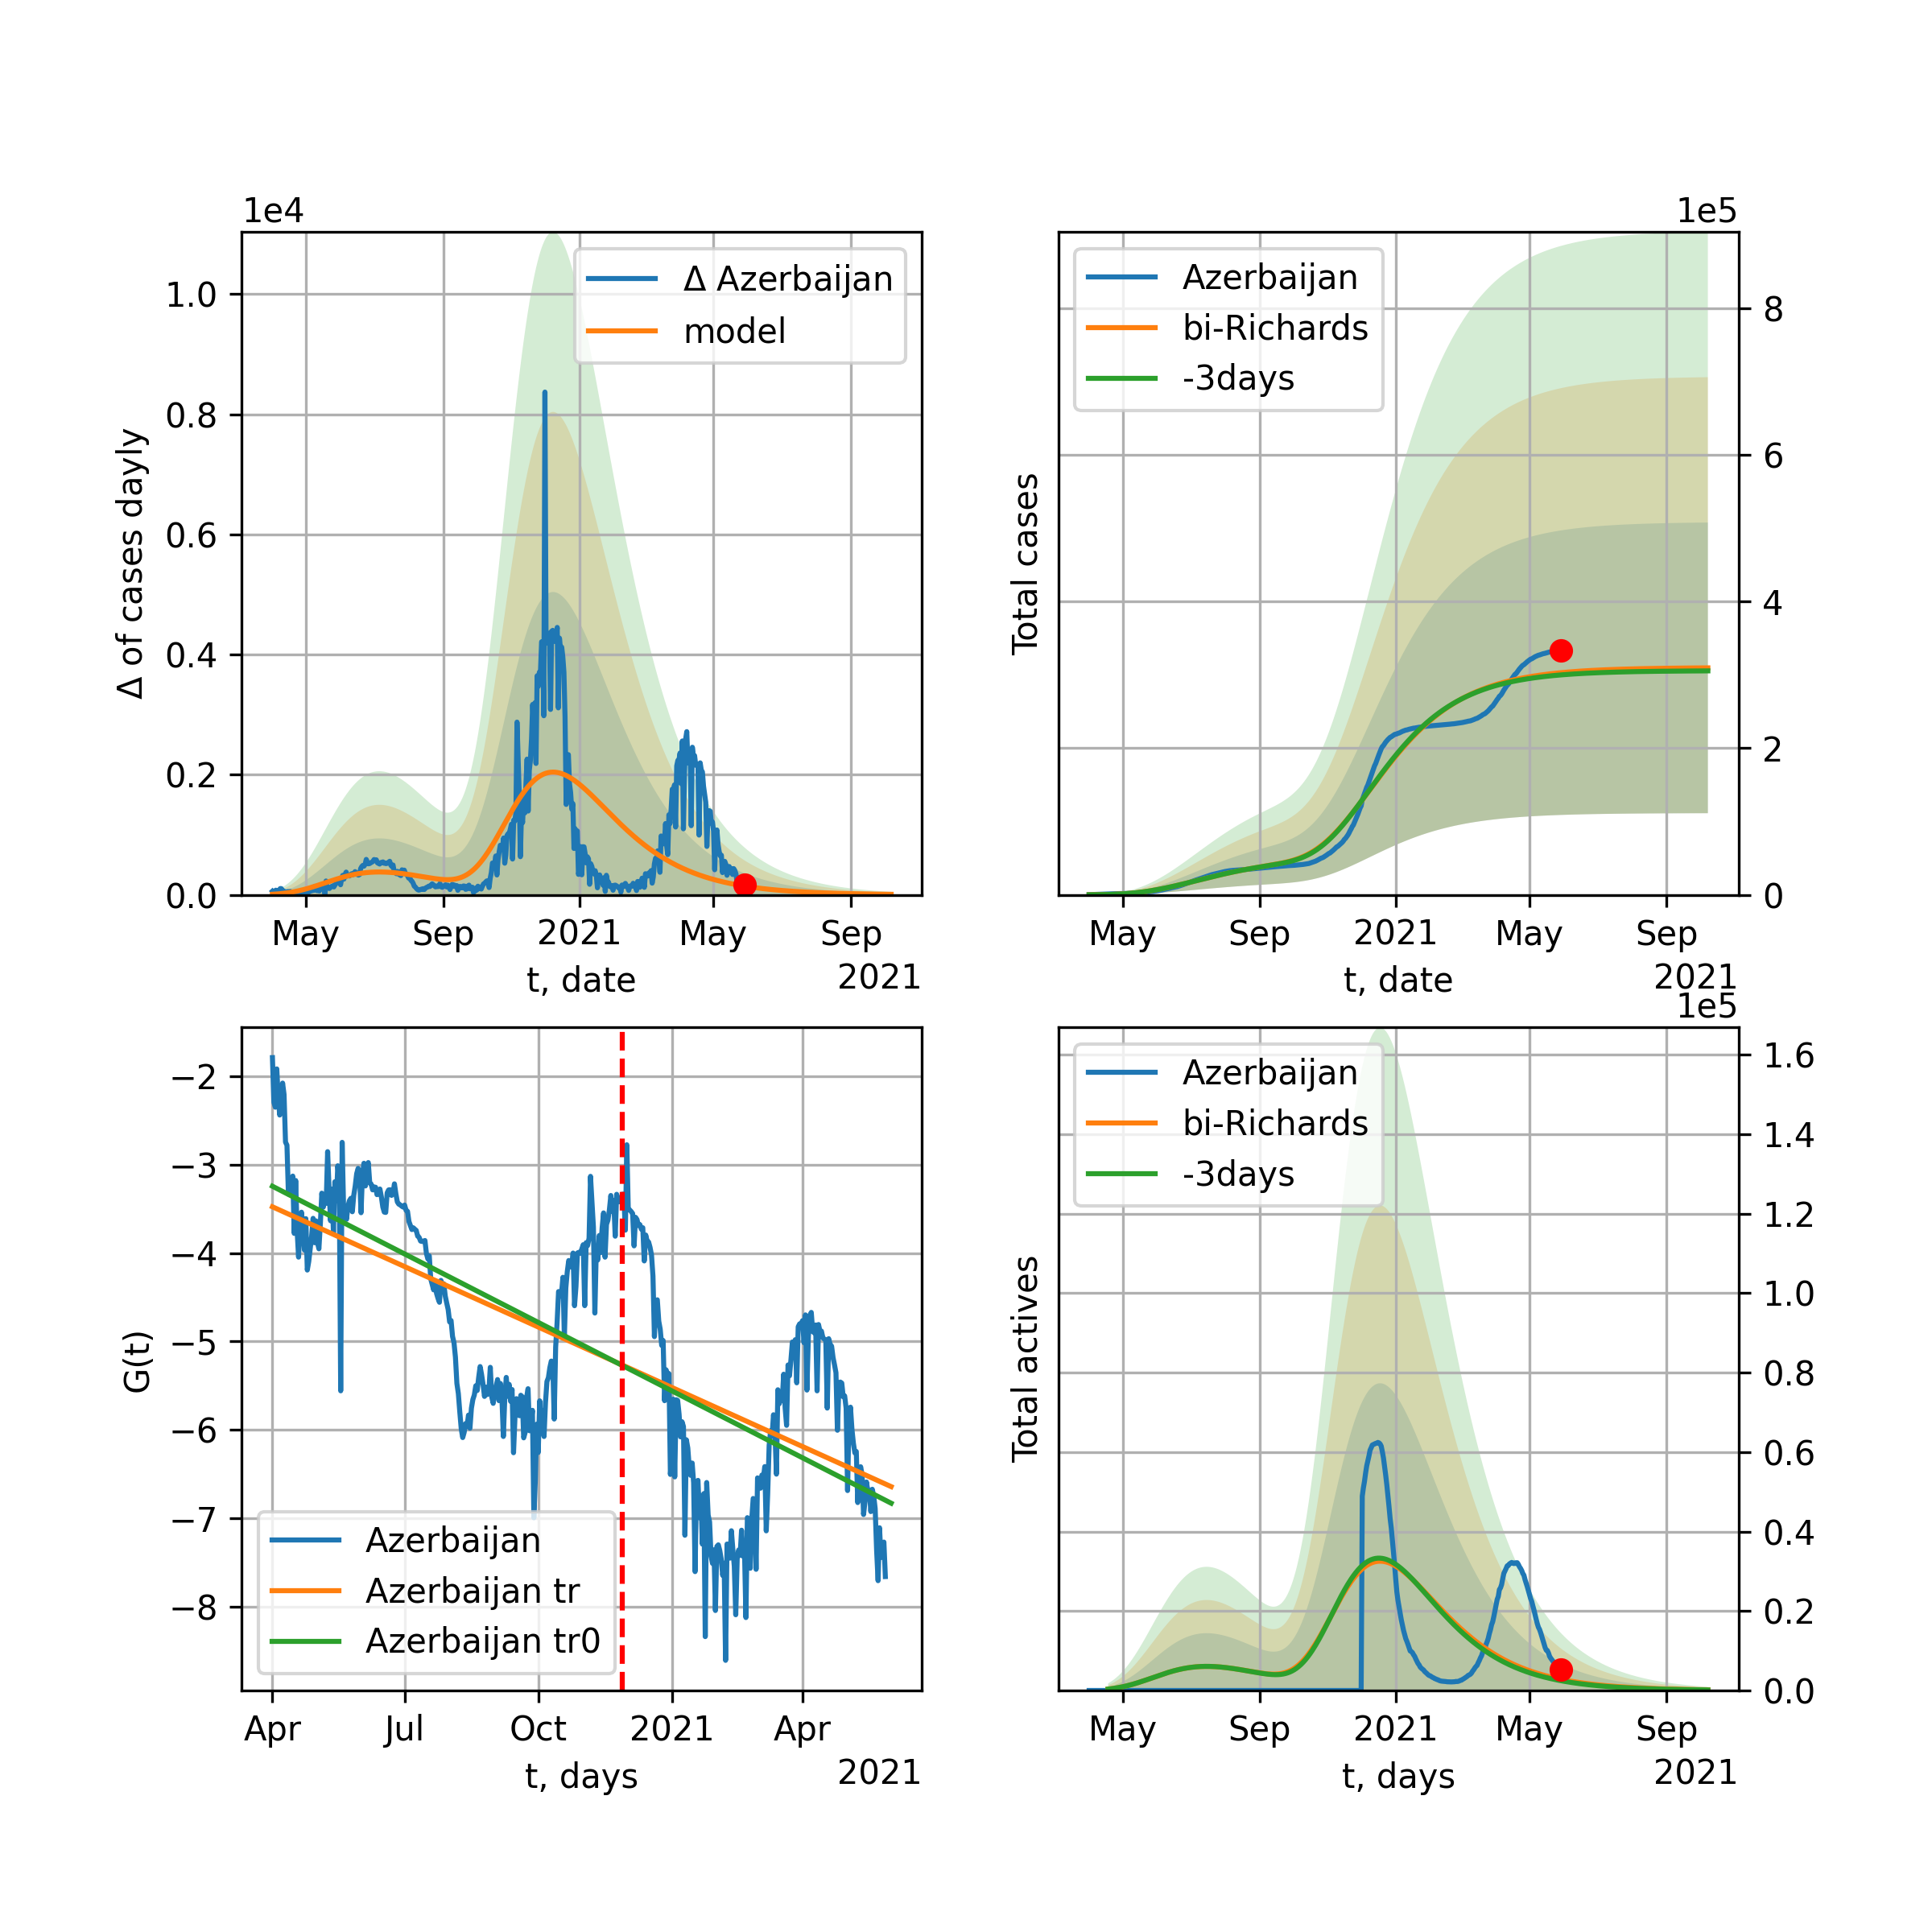 1e4
Δ of cases dayly
1.0
0.8
0.6
0.4
0.2
0.0
Δ Azerbaijan
model
May Sep 2021 May Sep
t, date
2021
1e5
Total cases
Azerbaijan
bi-Richards
-3days
8
6
4
2
0
May Sep 2021 May Sep
t, date
2021
G(t)
−2
−3
−4
−5
−6
−7
−8
Azerbaijan
Azerbaijan tr
Azerbaijan tr0
Apr Jul Oct 2021 Apr
t, days
2021
1e5
Total actives
Azerbaijan
bi-Richards
-3days
1.6
1.4
1.2
1.0
0.8
0.6
0.4
0.2
0.0
May Sep 2021 May Sep
t, days
2021